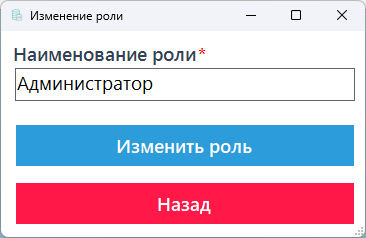 Изменение роли
Наименование роли*
Администратор
Изменить роль
Назад